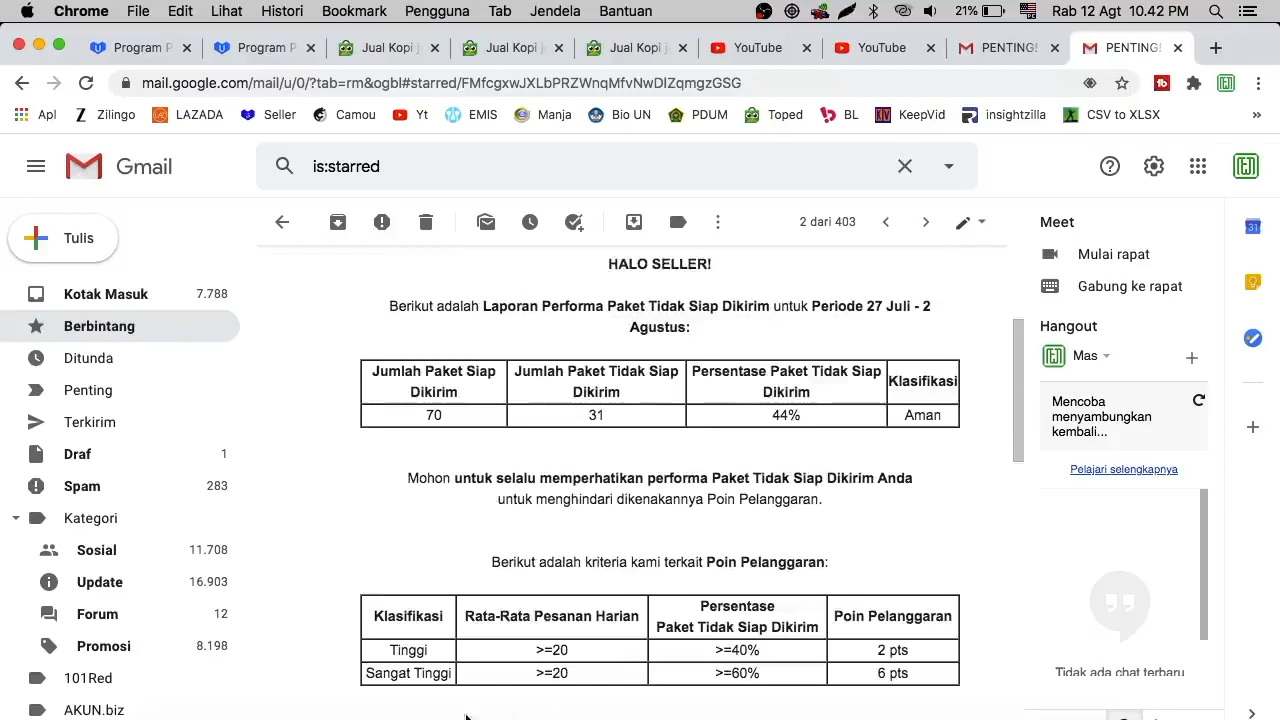 Chrome File Edit Lihat Histori Bookmark Pengguna Tab Jendela Bantuan 21% Rab 12 Agt 10.42 PM
Program P Program P Jual Kopi j Jual Kopi j Jual Kopi j YouTube YouTube PENTING! PENTING!
mail.google.com/mail/u/0/?tab=rm&ogbl#starred/FMfcgxwJXLbPRZWnqMfvNwDlZqmgzGSG
Apl Zilingo LAZADA Seller Camou Yt EMIS Manja Bio UN PDUM Toped BL KeepVid insightzilla CSV to XLSX
Gmail
is:starred
Tulis
2 dari 403
Kotak Masuk 7.788
Berbintang
Ditunda
Penting
Terkirim
Draf 1
Spam 283
Kategori
Sosial 11.708
Update 16.903
Forum 12
Promosi 8.198
101Red
AKUN.biz
HALO SELLER!
Berikut adalah Laporan Performa Paket Tidak Siap Dikirim untuk Periode 27 Juli - 2
Agustus:
Jumlah Paket Siap Dikirim Jumlah Paket Tidak Siap Dikirim Persentase Paket Tidak Siap Dikirim Klasifikasi
70 31 44% Aman
Mohon untuk selalu memperhatikan performa Paket Tidak Siap Dikirim Anda
untuk menghindari dikenakannya Poin Pelanggaran.
Berikut adalah kriteria kami terkait Poin Pelanggaran:
Klasifikasi Rata-Rata Pesanan Harian Persentase Paket Tidak Siap Dikirim Poin Pelanggaran
Tinggi >=20 >=40% 2 pts
Sangat Tinggi >=20 >=60% 6 pts
Meet
Mulai rapat
Gabung ke rapat
Hangout
Mas
Mencoba
menyambungkan
kembali...
Pelajari selengkapnya
Tidak ada chat terbaru
31